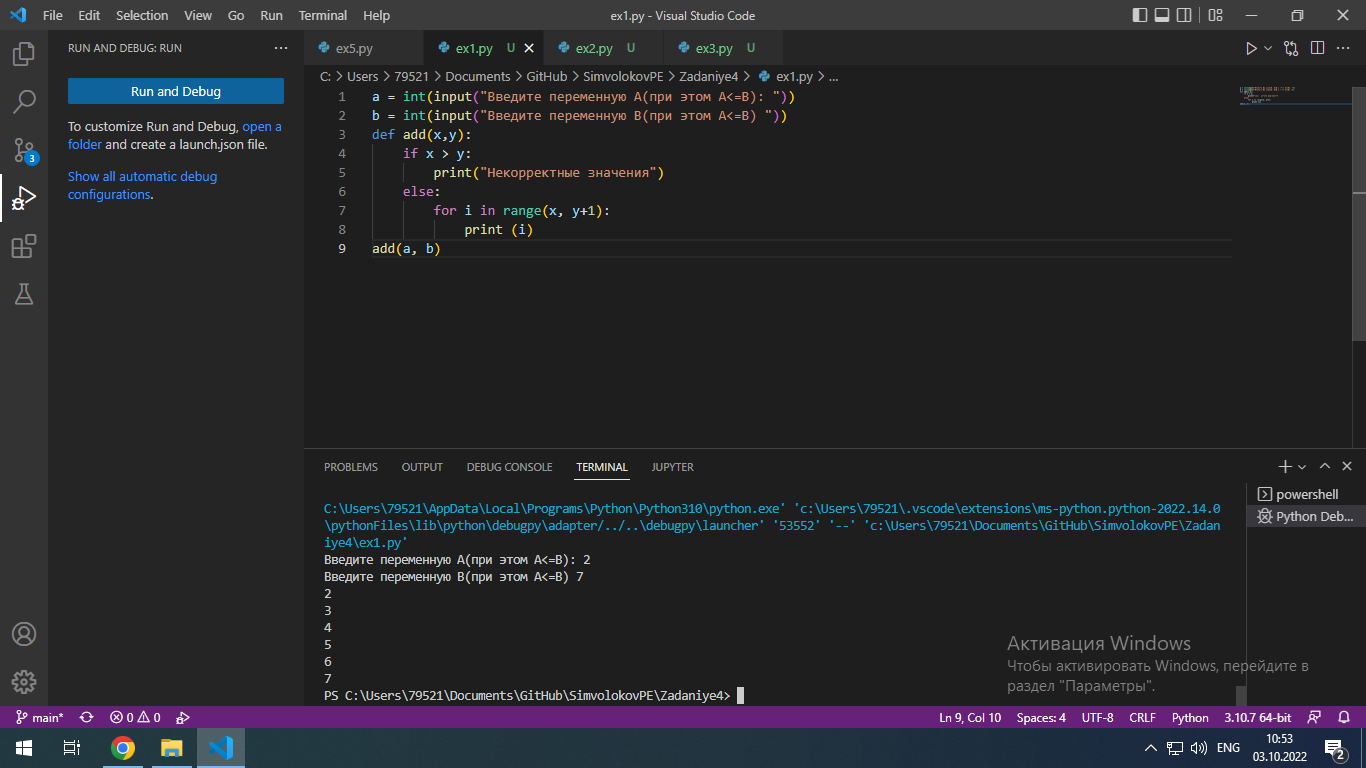 File Edit Selection View Go Run Terminal Help ex1.py - Visual Studio Code
RUN AND DEBUG: RUN ...
Run and Debug
To customize Run and Debug, open a
folder and create a launch.json file.
Show all automatic debug
configurations.
3
ex5.py ex1.py U ex2.py U ex3.py U
C: > Users > 79521 > Documents > GitHub > SimvolokovPE > Zadaniye4 > ex1.py > ...
1 a = int(input("Введите переменную A(при этом A<=B): "))
2 b = int(input("Введите переменную B(при этом A<=B) "))
3 def add(x,y):
4 if x > y:
5 print("Некорректные значения")
6 else:
7 for i in range(x, y+1):
8 print (i)
9 add(a, b)
PROBLEMS OUTPUT DEBUG CONSOLE TERMINAL JUPYTER
C:\Users\79521\AppData\Local\Programs\Python\Python310\python.exe' 'c:\Users\79521\.vscode\extensions\ms-python.python-2022.14.0
\pythonFiles\lib\python\debugpy\adapter/../..\debugpy\launcher' '53552' '--' 'c:\Users\79521\Documents\GitHub\SimvolokovPE\Zadan
iye4\ex1.py'
Введите переменную A(при этом A<=B): 2
Введите переменную B(при этом A<=B) 7
2
3
4
5
6
7
PS C:\Users\79521\Documents\GitHub\SimvolokovPE\Zadaniye4>
powershell
Python Deb...
Активация Windows
Чтобы активировать Windows, перейдите в
раздел "Параметры".
main* 0 0 Ln 9, Col 10 Spaces: 4 UTF-8 CRLF Python 3.10.7 64-bit
ENG 10:53
03.10.2022
2